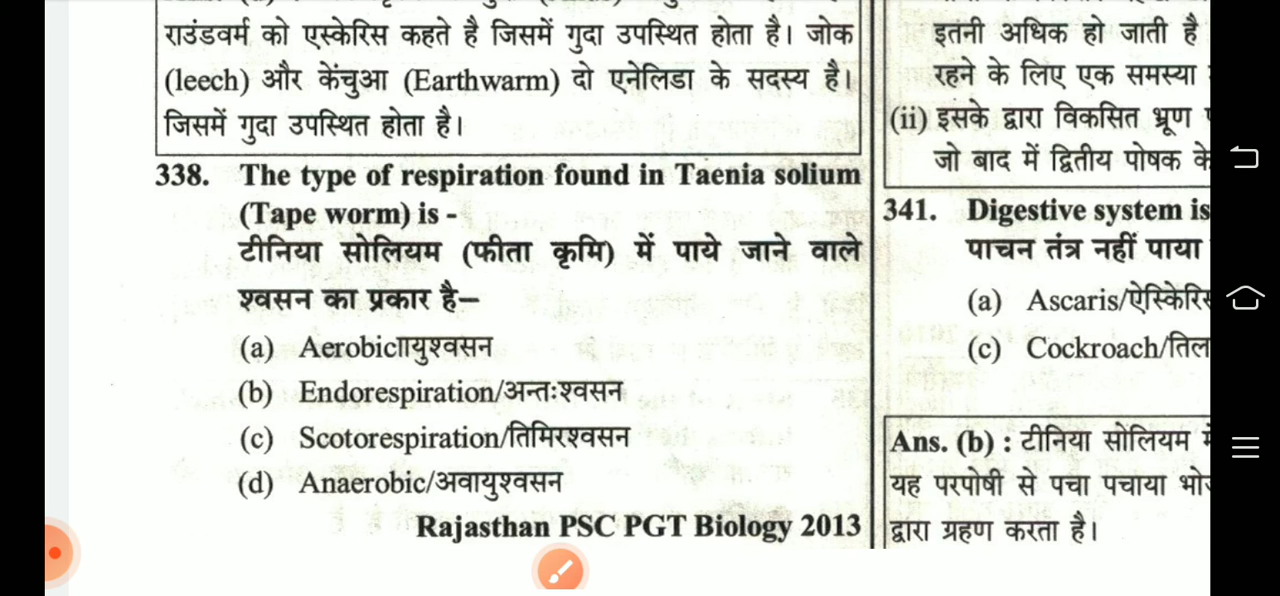 राउंडवर्म को एस्केरिस कहते है जिसमें गुदा उपस्थित होता है। जोक
(leech) और केंचुआ (Earthwarm) दो एनेलिडा के सदस्य है।
जिसमें गुदा उपस्थित होता है।
338. The type of respiration found in Taenia solium
(Tape worm) is -
टीनिया सोलियम (फीता कृमि) में पाये जाने वाले
श्वसन का प्रकार है–
(a) Aerobicायुश्वसन
(b) Endorespiration/अन्तःश्वसन
(c) Scotorespiration/तिमिरश्वसन
(d) Anaerobic/अवायुश्वसन
Rajasthan PSC PGT Biology 2013
इतनी अधिक हो जाती है
रहने के लिए एक समस्या
(ii) इसके द्वारा विकसित भ्रूण
जो बाद में द्वितीय पोषक के
341. Digestive system is
पाचन तंत्र नहीं पाया
(a) Ascaris/ऐस्केरिस
(c) Cockroach/तिल
Ans. (b) : टीनिया सोलियम में
यह परपोषी से पचा पचाया भोज
द्वारा ग्रहण करता है।